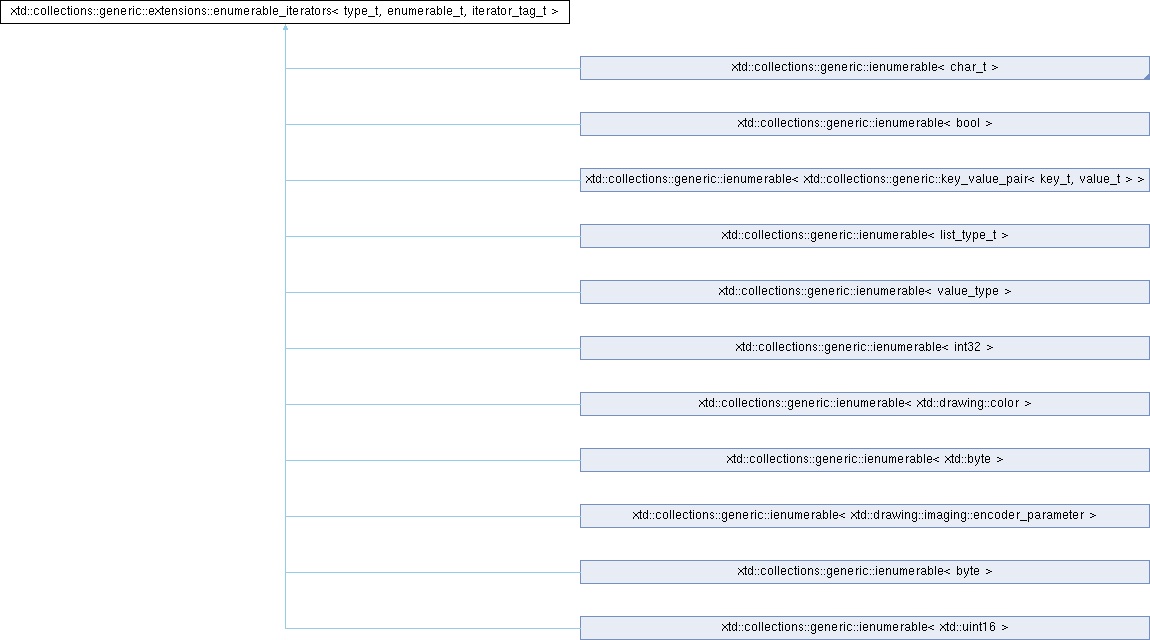 xtd::collections::generic::extensions::enumerable_iterators< type_t, enumerable_t, iterator_tag_t >
xtd::collections::generic::ienumerable< char_t >
xtd::collections::generic::ienumerable< bool >
xtd::collections::generic::ienumerable< xtd::collections::generic::key_value_pair< key_t, value_t > >
xtd::collections::generic::ienumerable< list_type_t >
xtd::collections::generic::ienumerable< value_type >
xtd::collections::generic::ienumerable< int32 >
xtd::collections::generic::ienumerable< xtd::drawing::color >
xtd::collections::generic::ienumerable< xtd::byte >
xtd::collections::generic::ienumerable< xtd::drawing::imaging::encoder_parameter >
xtd::collections::generic::ienumerable< byte >
xtd::collections::generic::ienumerable< xtd::uint16 >